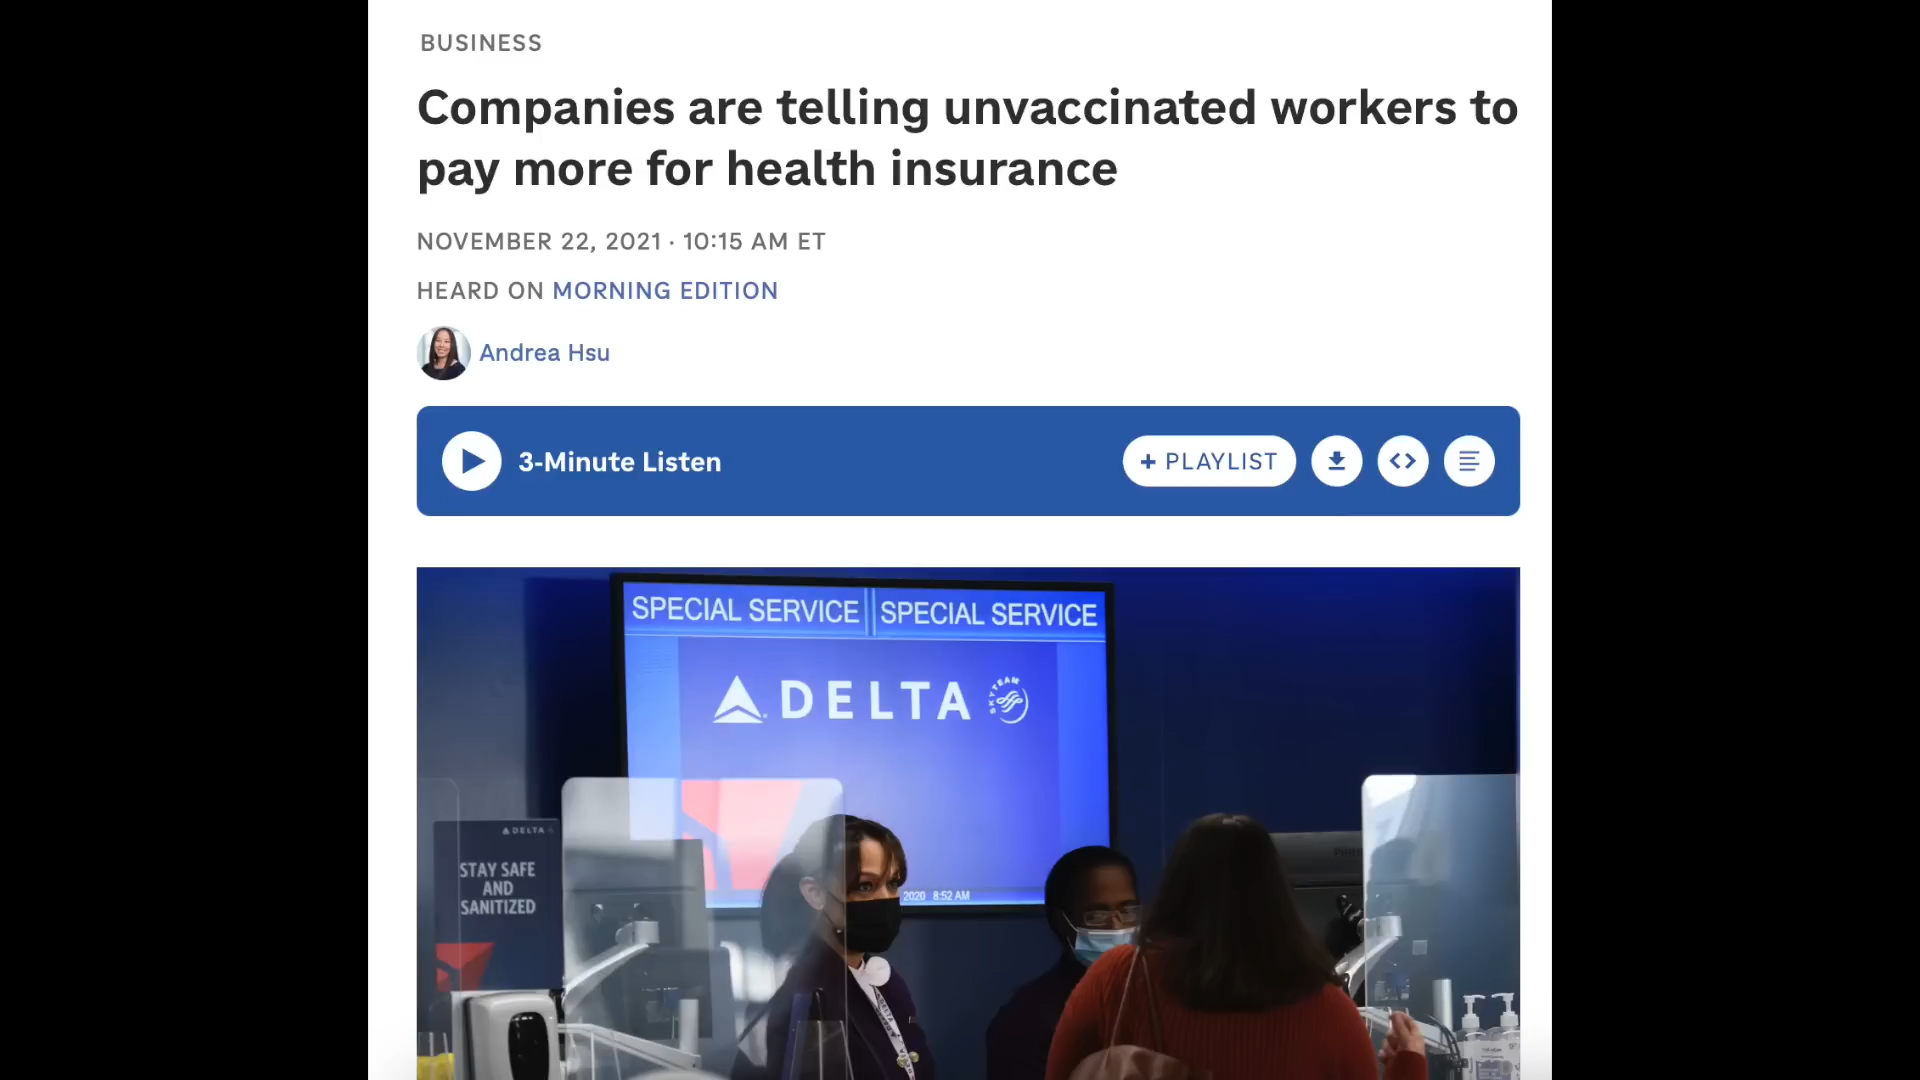 BUSINESS
Companies are telling unvaccinated workers to
pay more for health insurance
NOVEMBER 22, 2021 · 10:15 AM ET
HEARD ON MORNING EDITION
Andrea Hsu
3-Minute Listen
+ PLAYLIST
SPECIAL SERVICE SPECIAL SERVICE
DELTA SKYTEAM
DELTA
STAY SAFE
AND
SANITIZED
2020 8:52 AM